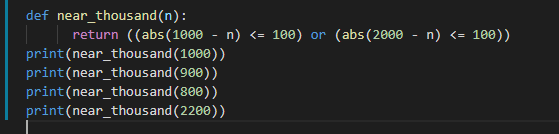 def near_thousand(n):
      return ((abs(1000 - n) <= 100) or (abs(2000 - n) <= 100))
print(near_thousand(1000))
print(near_thousand(900))
print(near_thousand(800))
print(near_thousand(2200))